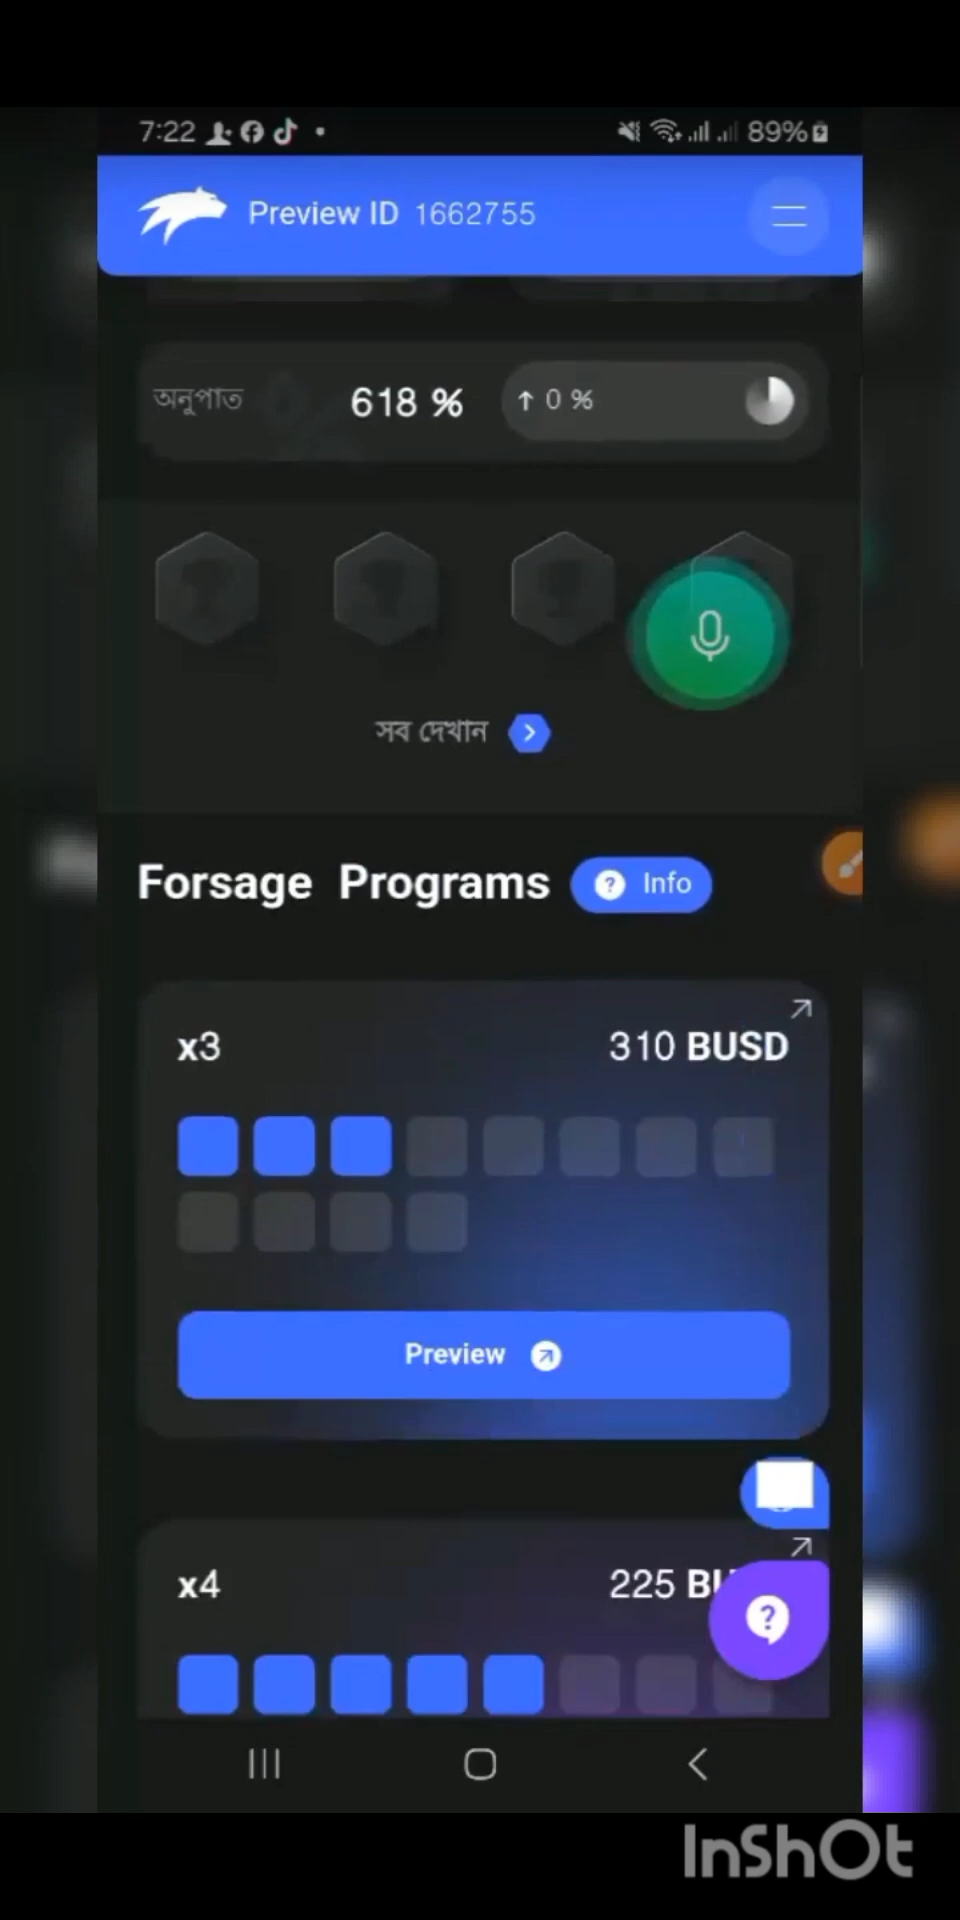 7:22 89%
Preview ID 1662755
অনুপাত 618 % ↑ 0 %
সব দেখান
Forsage Programs ? Info
x3 310 BUSD
Preview
x4 225 BU
?
InShOt